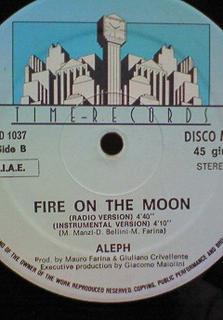 TIME-RECORDS
D 1037
Side B
DISCO M
45 gi
I.A.E.
STERE
FIRE ON THE MOON
(RADIO VERSION) 4'40"
(INSTRUMENTAL VERSION) 4'10"
(M. Manzi-D. Bellini-M. Farina)
ALEPH
Prod. by Mauro Farina & Giuliano Crivellente
Executive production by Giacomo Maiolini
OF THE OWNER OF THE WORK REPRODUCED RESERVED. COPYING, PUBLIC PERFORMANCE AND